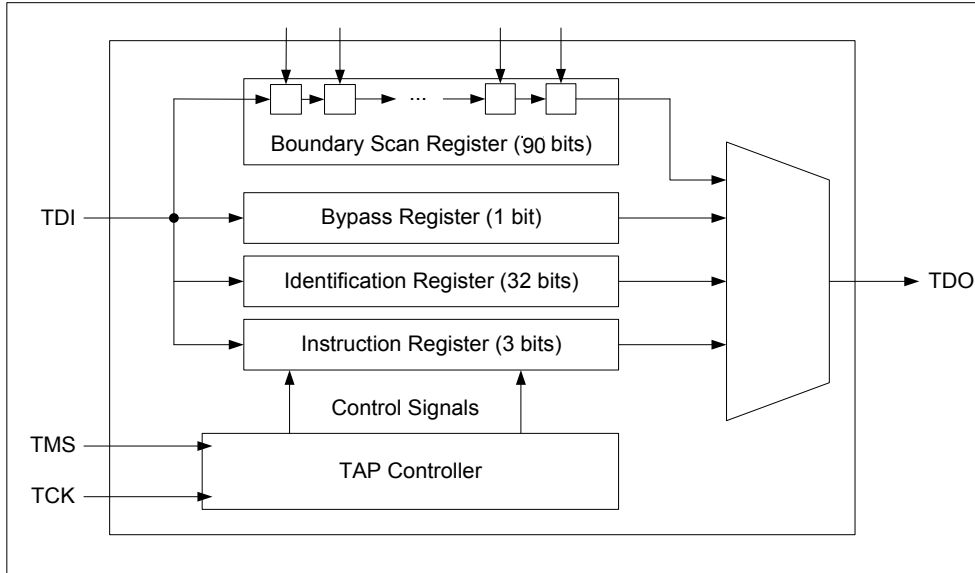 ...
Boundary Scan Register (90 bits)
TDI
Bypass Register (1 bit)
Identification Register (32 bits)
TDO
Instruction Register (3 bits)
Control Signals
TMS
TAP Controller
TCK